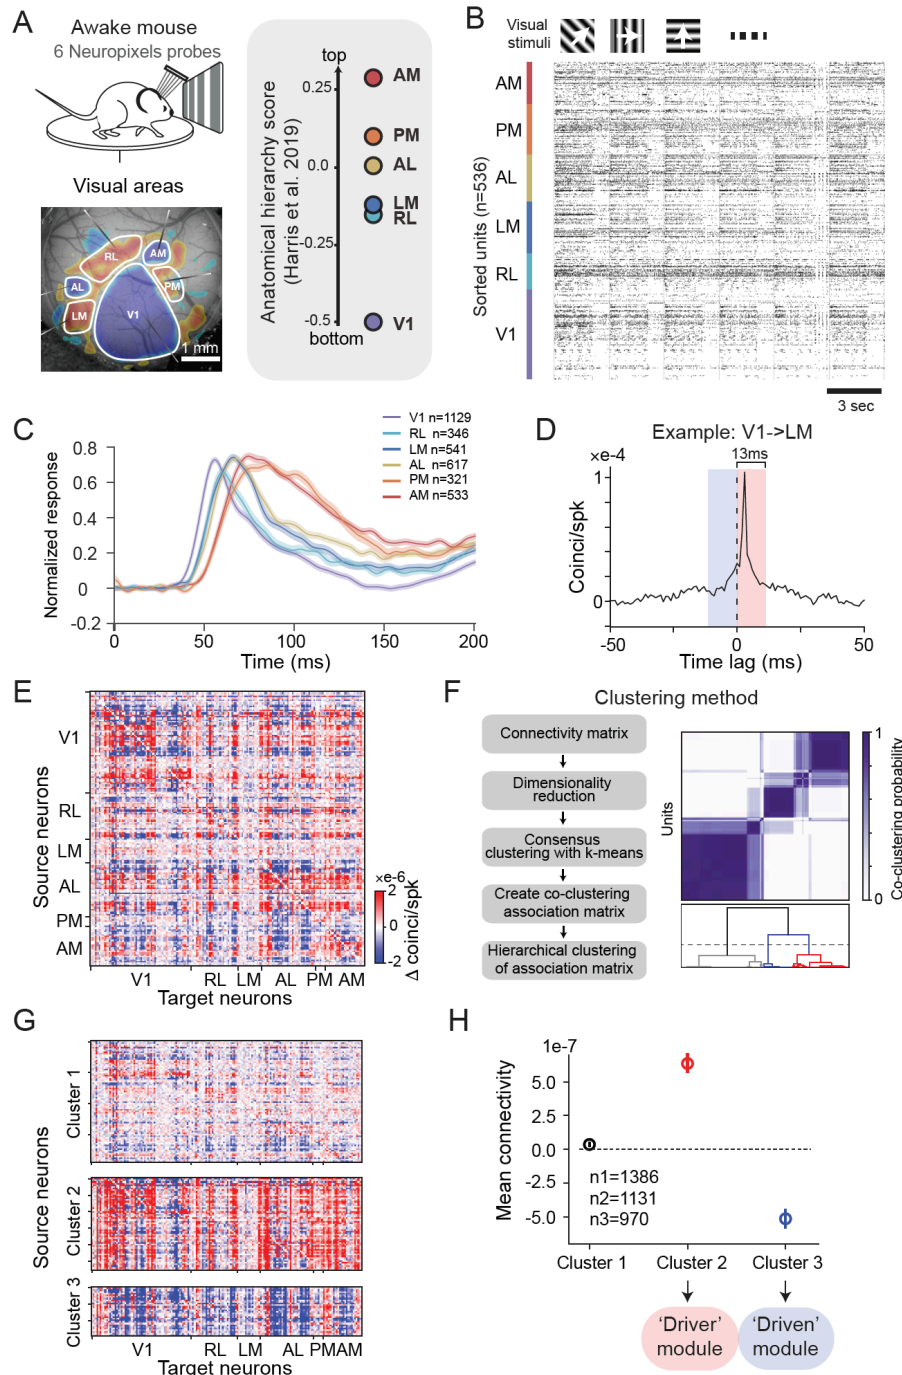 A
Awake mouse
6 Neuropixels probes
Visual areas
RL
AM
AL
PM
LM
V1
1 mm
Anatomical hierarchy score
(Harris et al. 2019)
top
0.25
0.0
-0.25
-0.5
bottom
AM
PM
AL
LM
RL
V1
B
Visual
stimuli
Sorted units (n=536)
AM
PM
AL
LM
RL
V1
3 sec
C
Normalized response
0.8
0.6
0.4
0.2
0
-0.2
0
50
100
150
200
Time (ms)
V1 n=1129
RL n=346
LM n=541
AL n=617
PM n=321
AM n=533
D
Example: V1->LM
×e-4
13ms
Coinci/spk
1
0
-50
0
50
Time lag (ms)
E
Source neurons
V1
RL
LM
AL
PM
AM
V1
RL
LM
AL
PM
AM
Target neurons
×e-6
2
0
-2
Δ coinci/spk
F
Clustering method
Connectivity matrix
Dimensionality
reduction
Consensus
clustering with k-means
Create co-clustering
association matrix
Hierarchical clustering
of association matrix
Units
1
0
Co-clustering probability
G
Source neurons
Cluster 1
Cluster 2
Cluster 3
V1
RL
LM
AL
PM
AM
Target neurons
H
1e-7
Mean connectivity
5.0
2.5
0.0
-2.5
-5.0
n1=1386
n2=1131
n3=970
Cluster 1
Cluster 2
Cluster 3
'Driver'
module
'Driven'
module